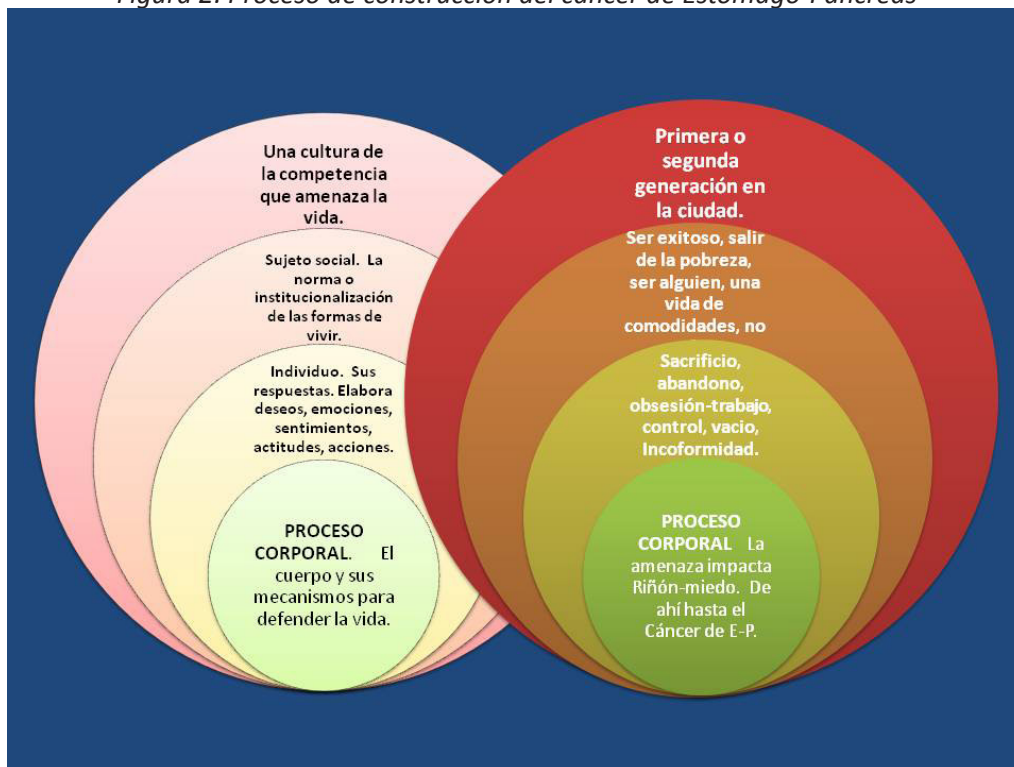 Figura 2. Proceso de construcción del cáncer de Estómago-Páncreas
Una cultura de
la competencia
que amenaza la
vida.
Sujeto social. La
norma o
institucionalización
de las formas de
vivir.
Individuo. Sus
respuestas. Elabora
deseos, emociones,
sentimientos,
actitudes, acciones.
PROCESO
CORPORAL. El
cuerpo y sus
mecanismos para
defender la vida.
Primera o
segunda
generación en
la ciudad.
Ser exitoso, salir
de la pobreza,
ser alguien, una
vida de
comodidades, no
Sacrificio,
abandono,
obsesión-trabajo,
control, vacio,
Incoformidad.
PROCESO
CORPORAL La
amenaza impacta
Riñón-miedo. De
ahí hasta el
Cáncer de E-P.